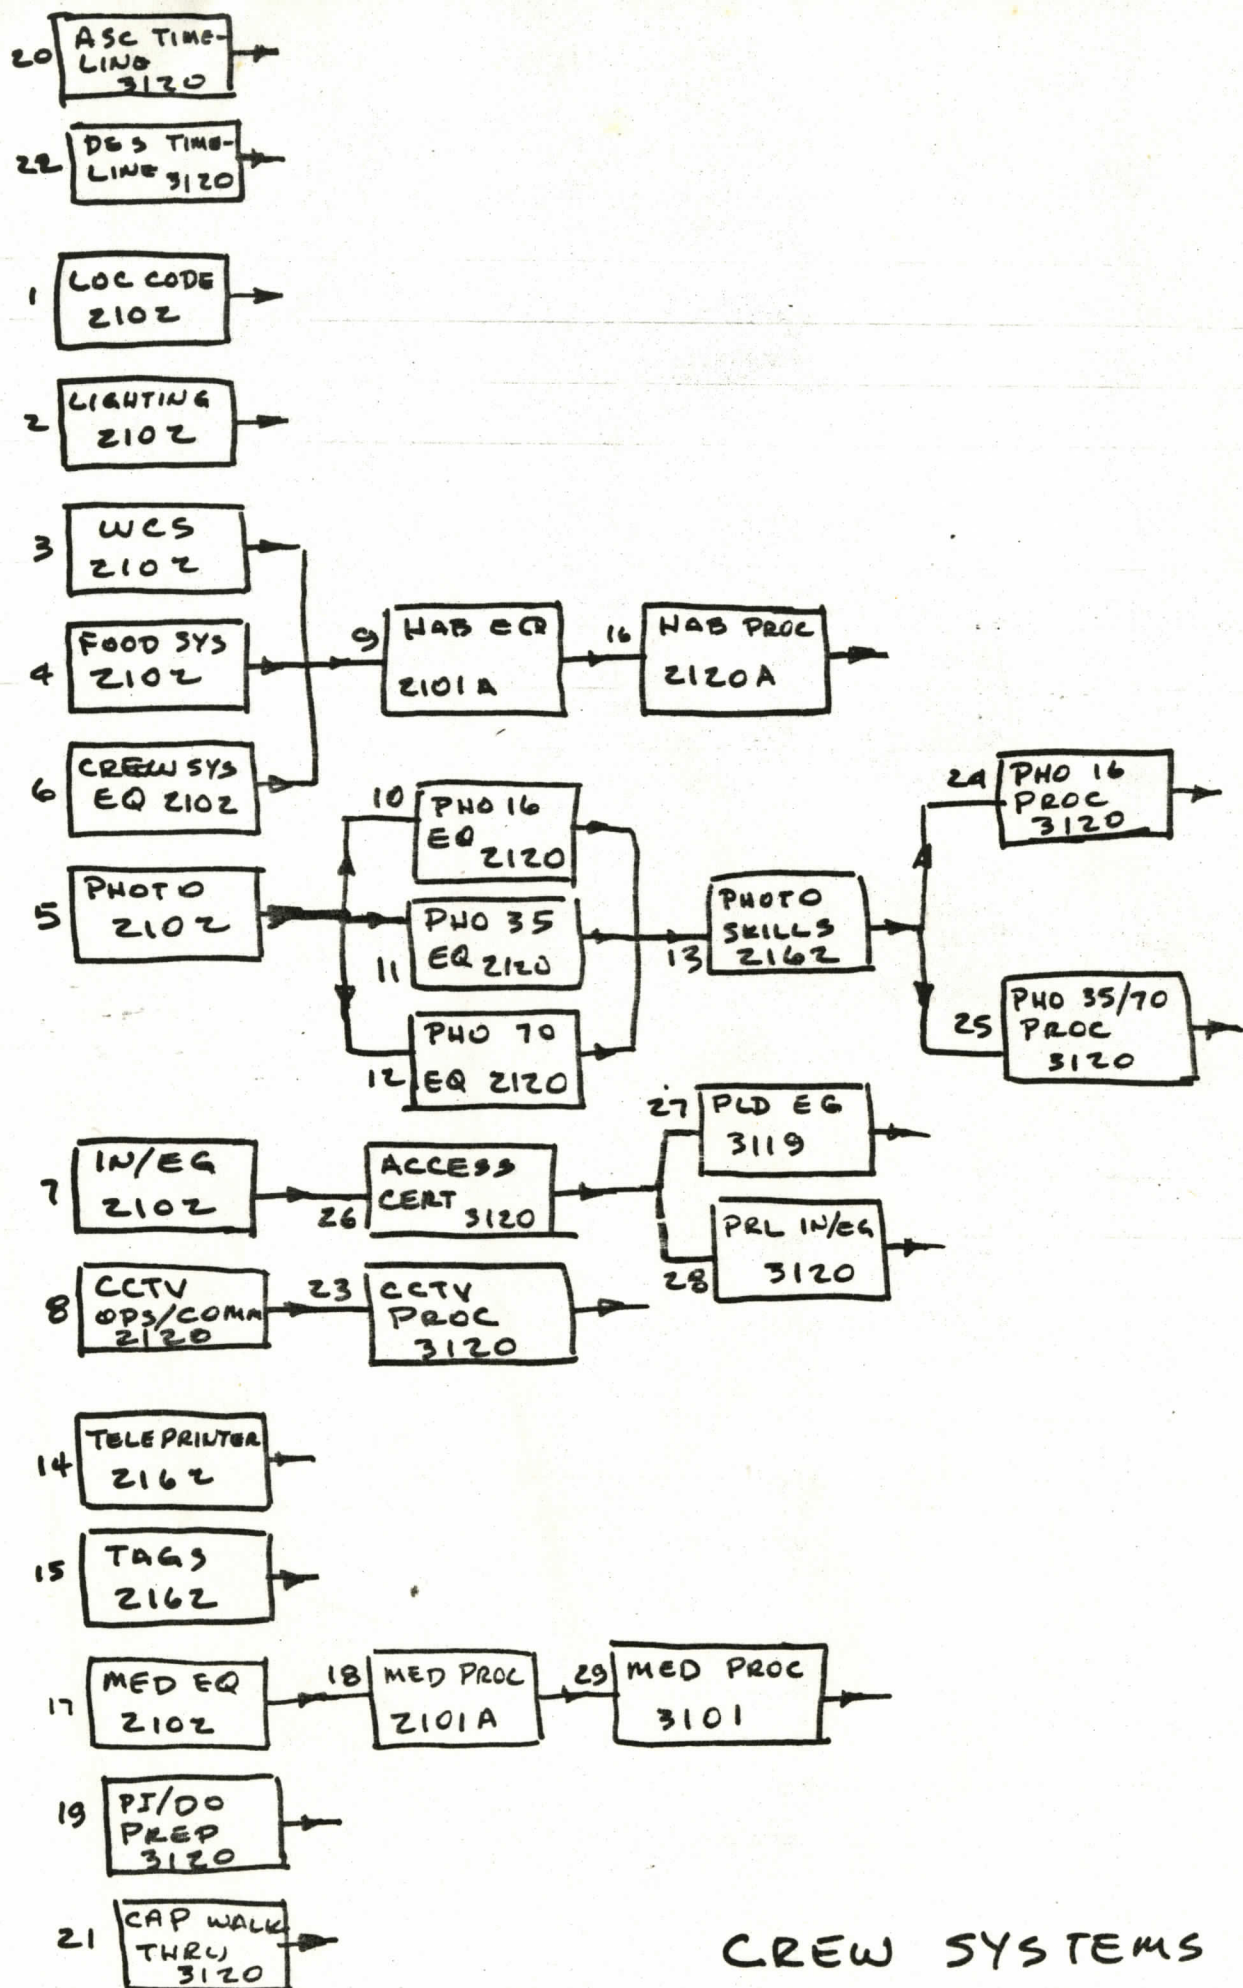 20 ASC TIME-
LINE
3120
22 DES TIME-
LINE 3120
1 LOC CODE
2102
2 LIGHTING
2102
3 WCS
2102
4 FOOD SYS
2102
9 HAB EQ
2101A
16 HAB PROC
2120A
6 CREW SYS
EQ 2102
5 PHOTO
2102
10 PHO 16
EQ
2120
11 PHO 35
EQ 2120
12 PHO 70
EQ 2120
13 PHOTO
SKILLS
2162
24 PHO 16
PROC
3120
25 PHO 35/70
PROC
3120
7 IN/EG
2102
26 ACCESS
CERT
3120
27 PLD EG
3119
28 PRL IN/EG
3120
8 CCTV
OPS/COMM
2120
23 CCTV
PROC
3120
14 TELEPRINTER
2162
15 TAGS
2162
17 MED EQ
2102
18 MED PROC
2101A
29 MED PROC
3101
19 PI/DO
PREP
3120
21 CAP WALK
THRU
3120
CREW SYSTEMS